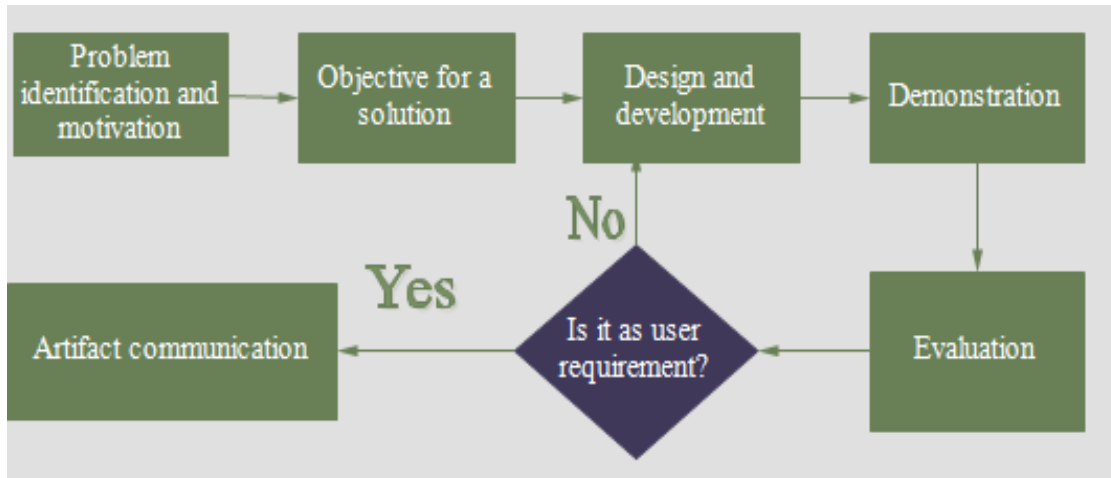 Problem
identification and
motivation
Objective for a
solution
Design and
development
Demonstration
No
Yes
Artifact communication
Is it as user
requirement?
Evaluation